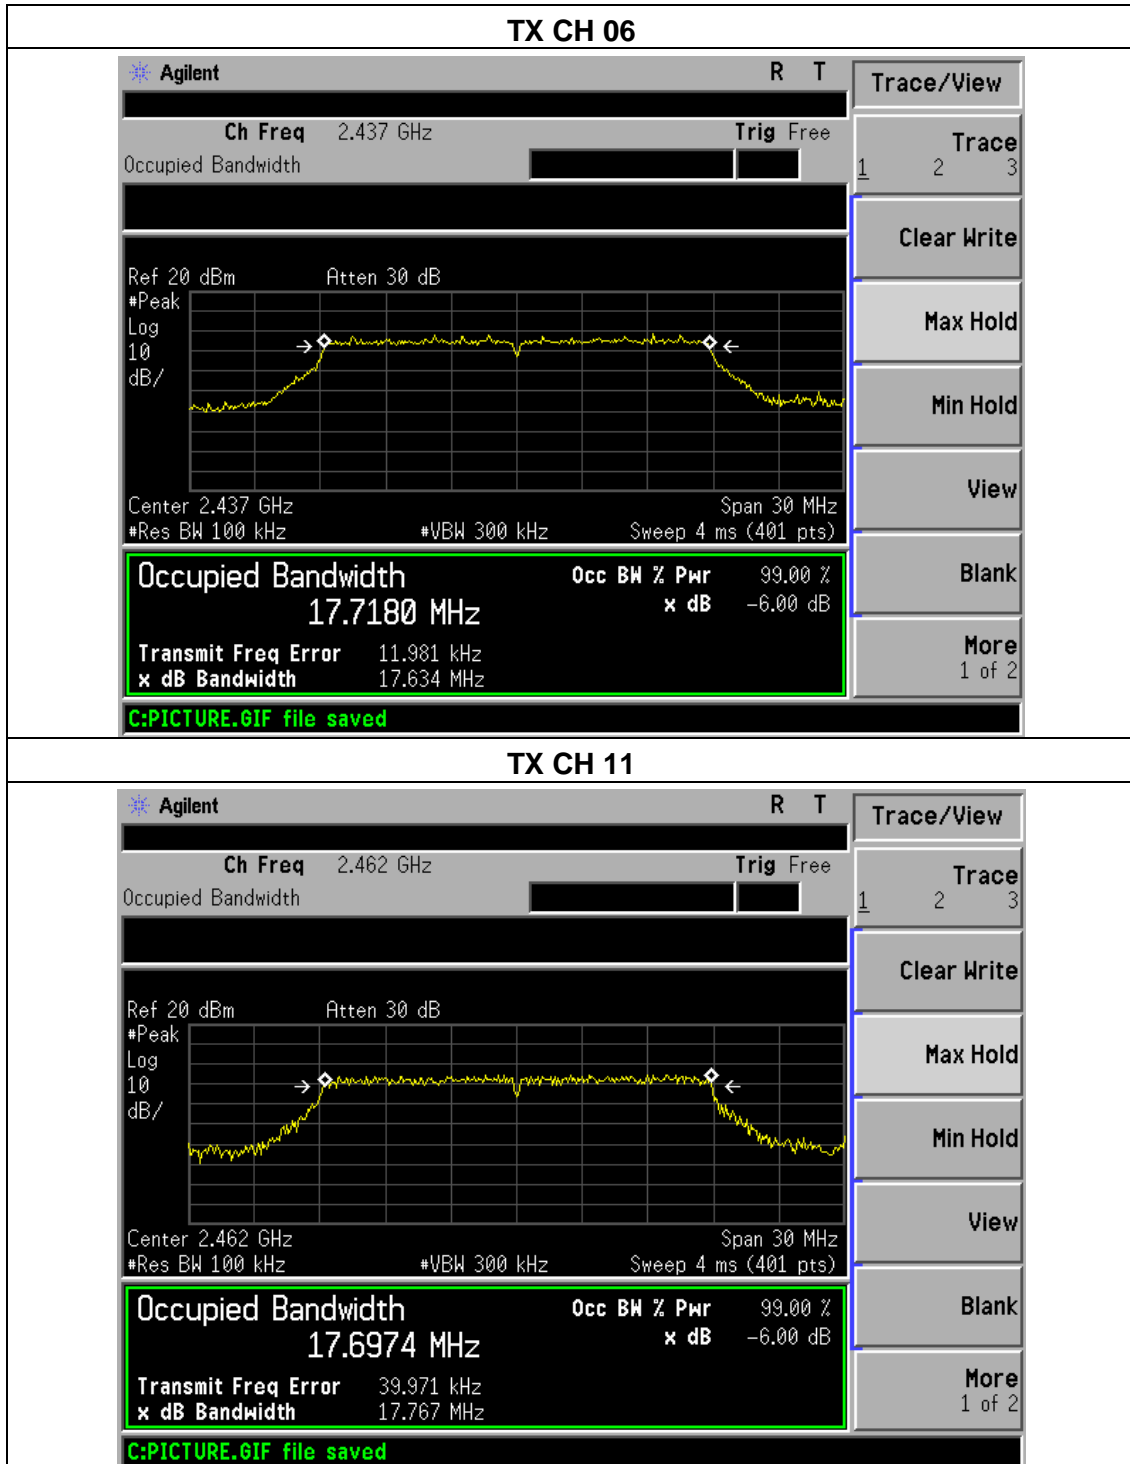 TX CH 06
Agilent R T
Trace/View
Ch Freq 2.437 GHz Trig Free
Occupied Bandwidth
Trace
1 2 3
Clear Write
Ref 20 dBm Atten 30 dB
#Peak
Log
10
dB/
Max Hold
Min Hold
View
Center 2.437 GHz Span 30 MHz
#Res BW 100 kHz #VBW 300 kHz Sweep 4 ms (401 pts)
Occupied Bandwidth Occ BW % Pwr 99.00 %
17.7180 MHz x dB -6.00 dB
Blank
Transmit Freq Error 11.981 kHz
x dB Bandwidth 17.634 MHz
More
1 of 2
C:PICTURE.GIF file saved
TX CH 11
Agilent R T
Trace/View
Ch Freq 2.462 GHz Trig Free
Occupied Bandwidth
Trace
1 2 3
Clear Write
Ref 20 dBm Atten 30 dB
#Peak
Log
10
dB/
Max Hold
Min Hold
View
Center 2.462 GHz Span 30 MHz
#Res BW 100 kHz #VBW 300 kHz Sweep 4 ms (401 pts)
Occupied Bandwidth Occ BW % Pwr 99.00 %
17.6974 MHz x dB -6.00 dB
Blank
Transmit Freq Error 39.971 kHz
x dB Bandwidth 17.767 MHz
More
1 of 2
C:PICTURE.GIF file saved